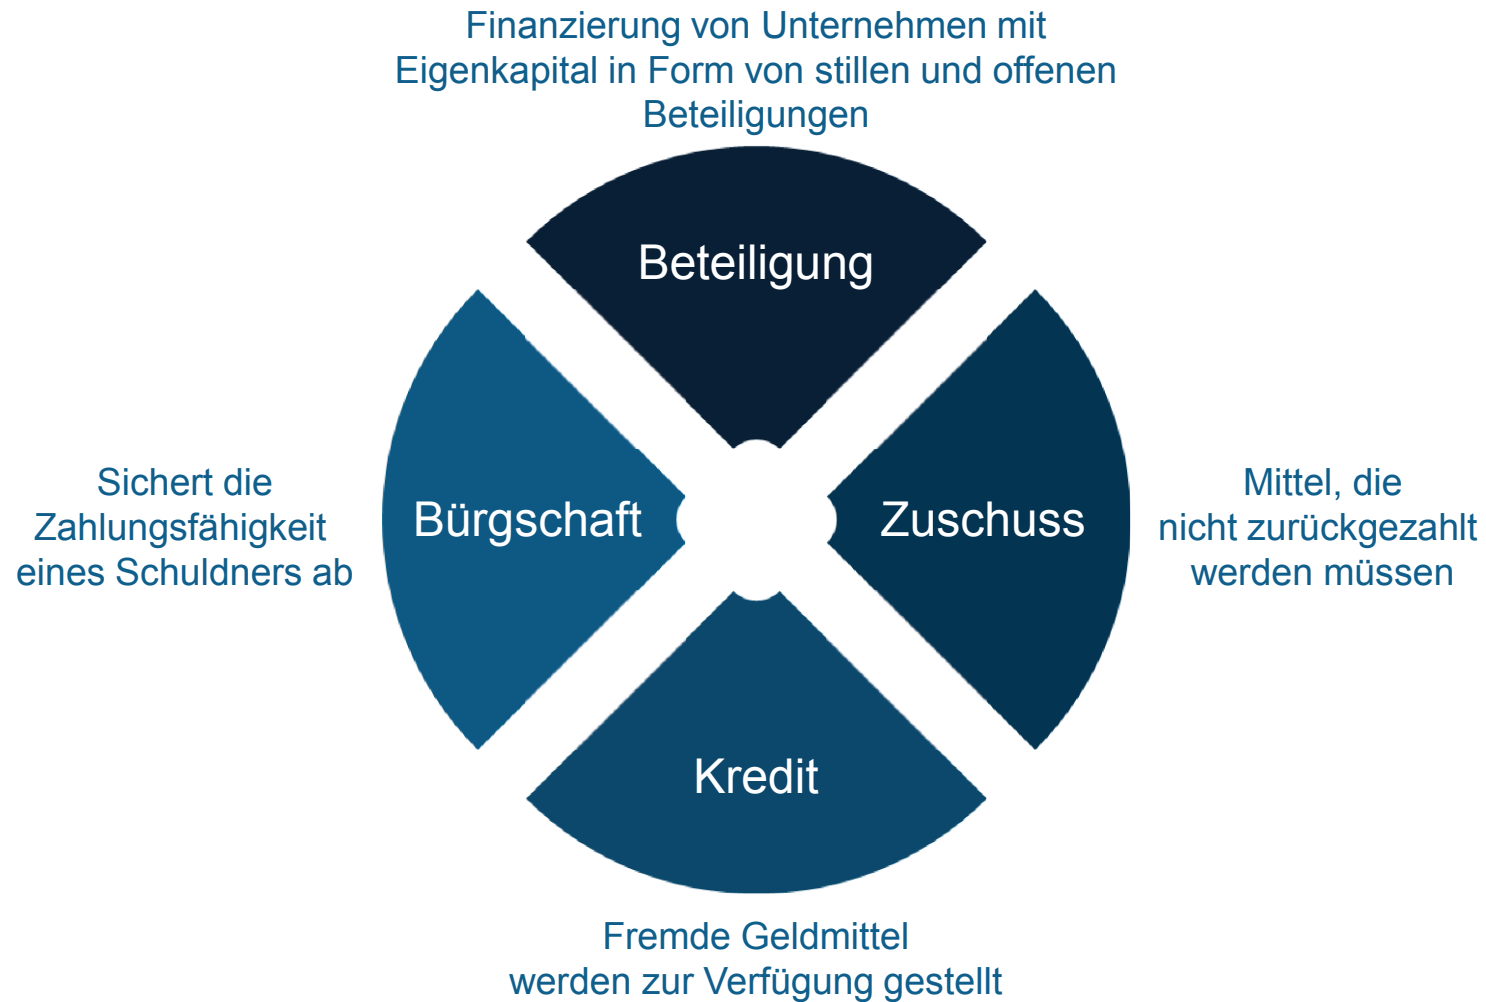 Finanzierung von Unternehmen mit
Eigenkapital in Form von stillen und offenen
Beteiligungen
Beteiligung
Sichert die
Zahlungsfähigkeit
eines Schuldners ab
Bürgschaft
Zuschuss
Mittel, die
nicht zurückgezahlt
werden müssen
Kredit
Fremde Geldmittel
werden zur Verfügung gestellt